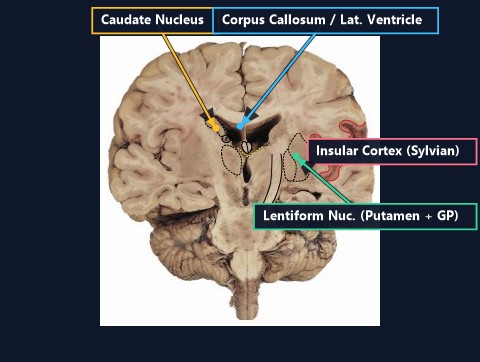 Caudate Nucleus
Corpus Callosum / Lat. Ventricle
Insular Cortex (Sylvian)
Lentiform Nuc. (Putamen + GP)